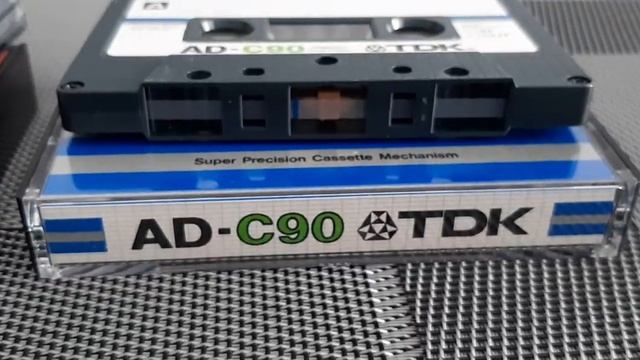 A
AD-C90 TDK
Super Precision Cassette Mechanism
AD-C90 TDK